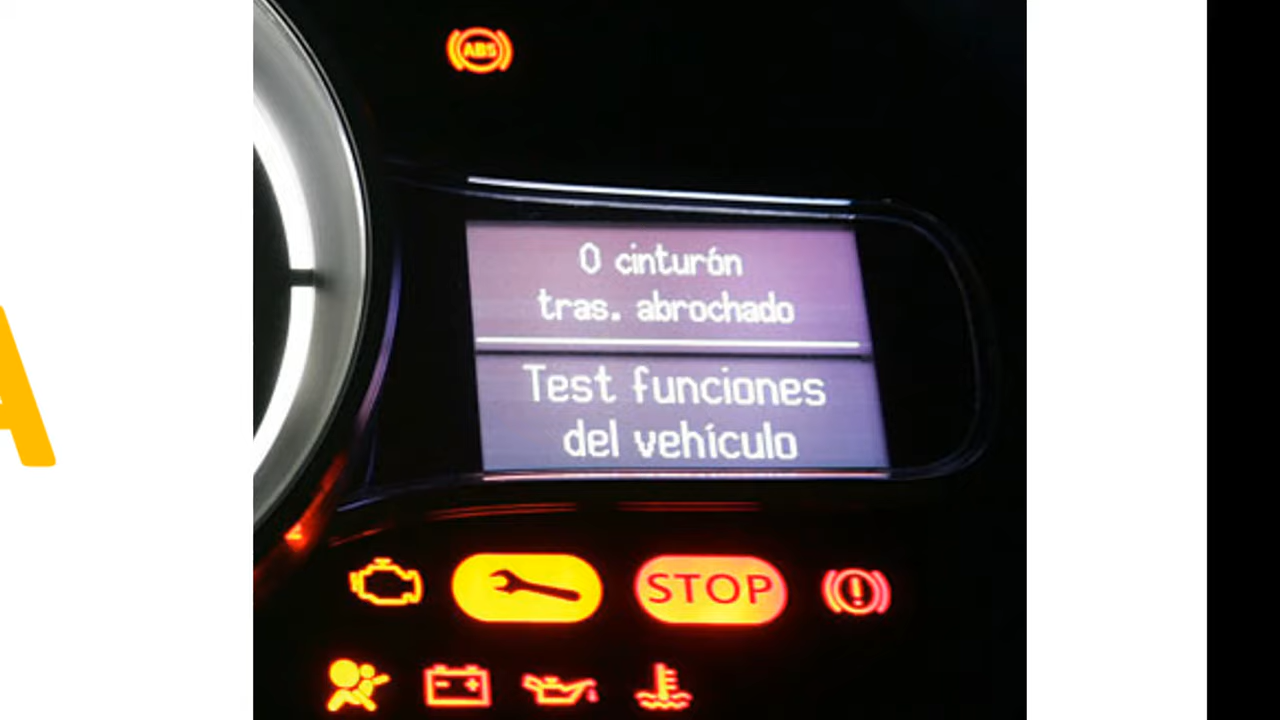 A
ABS
0 cinturón
tras. abrochado
Test funciones
del vehículo
STOP